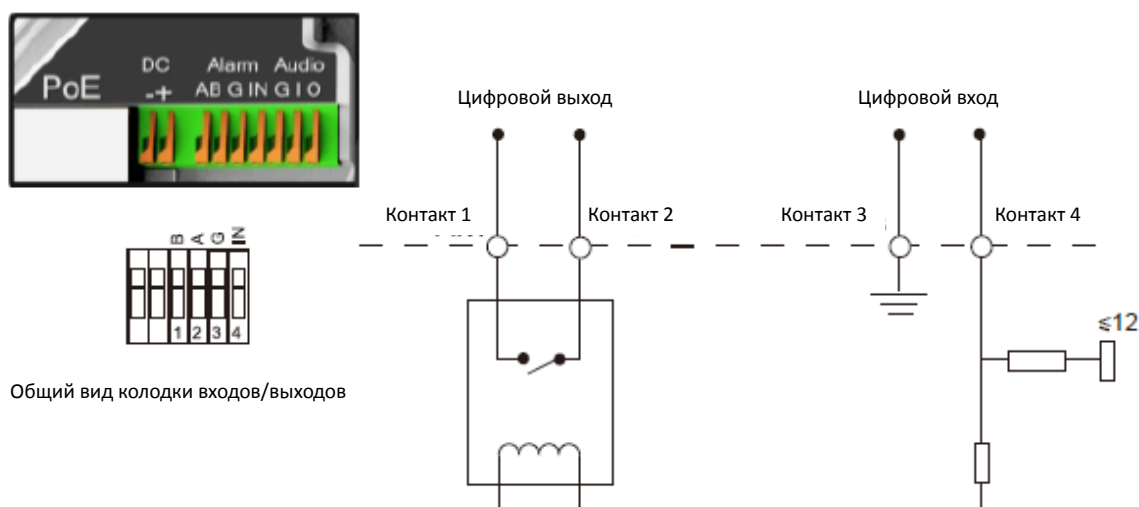 DC Alarm Audio
PoE -+ AB G IN G I O
Цифровой выход
Цифровой вход
Контакт 1
Контакт 2
Контакт 3
Контакт 4
B A G IN
1 2 3 4
≤12
Общий вид колодки входов/выходов